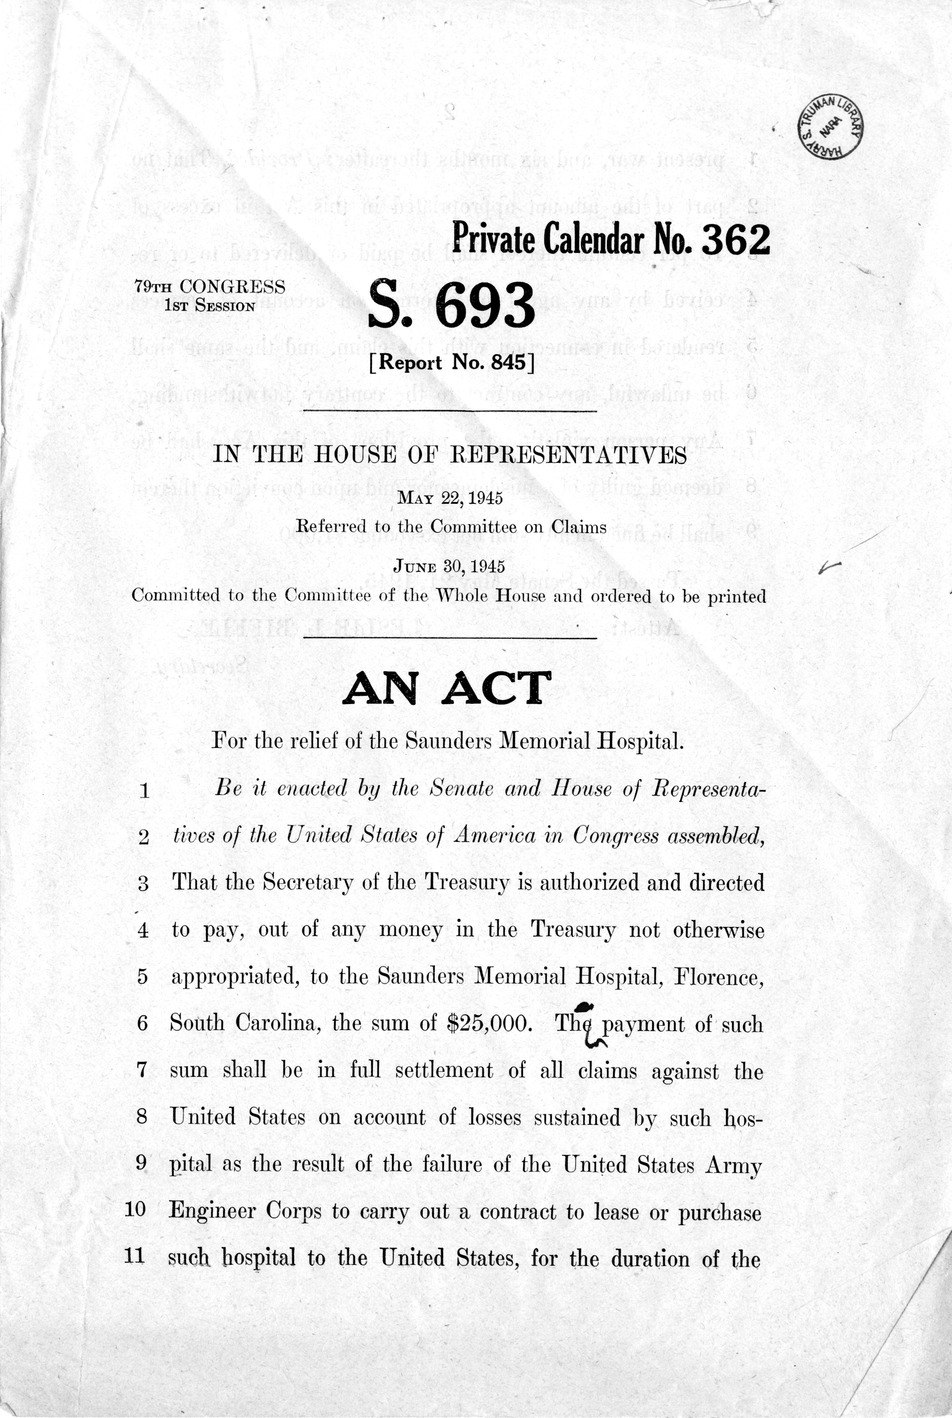 HARRY S. TRUMAN LIBRARY
NARA
Private Calendar No. 362
79TH CONGRESS
1ST SESSION
S. 693
[Report No. 845]
IN THE HOUSE OF REPRESENTATIVES
MAY 22, 1945
Referred to the Committee on Claims
JUNE 30, 1945
Committed to the Committee of the Whole House and ordered to be printed
AN ACT
For the relief of the Saunders Memorial Hospital.
1 Be it enacted by the Senate and House of Representa-
2 tives of the United States of America in Congress assembled,
3 That the Secretary of the Treasury is authorized and directed
4 to pay, out of any money in the Treasury not otherwise
5 appropriated, to the Saunders Memorial Hospital, Florence,
6 South Carolina, the sum of $25,000. The payment of such
7 sum shall be in full settlement of all claims against the
8 United States on account of losses sustained by such hos-
9 pital as the result of the failure of the United States Army
10 Engineer Corps to carry out a contract to lease or purchase
11 such hospital to the United States, for the duration of the